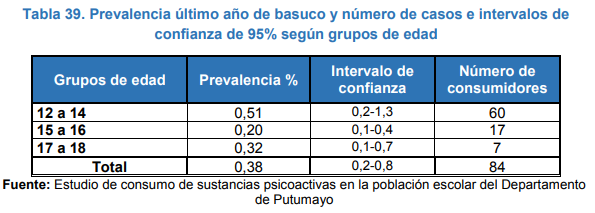 Tabla 39. Prevalencia último año de basuco y número de casos e intervalos de
confianza de 95% según grupos de edad
Grupos de edad Prevalencia % Intervalo de confianza Número de consumidores
12 a 14 0,51 0,2-1,3 60
15 a 16 0,20 0,1-0,4 17
17 a 18 0,32 0,1-0,7 7
Total 0,38 0,2-0,8 84
Fuente: Estudio de consumo de sustancias psicoactivas en la población escolar del Departamento
de Putumayo